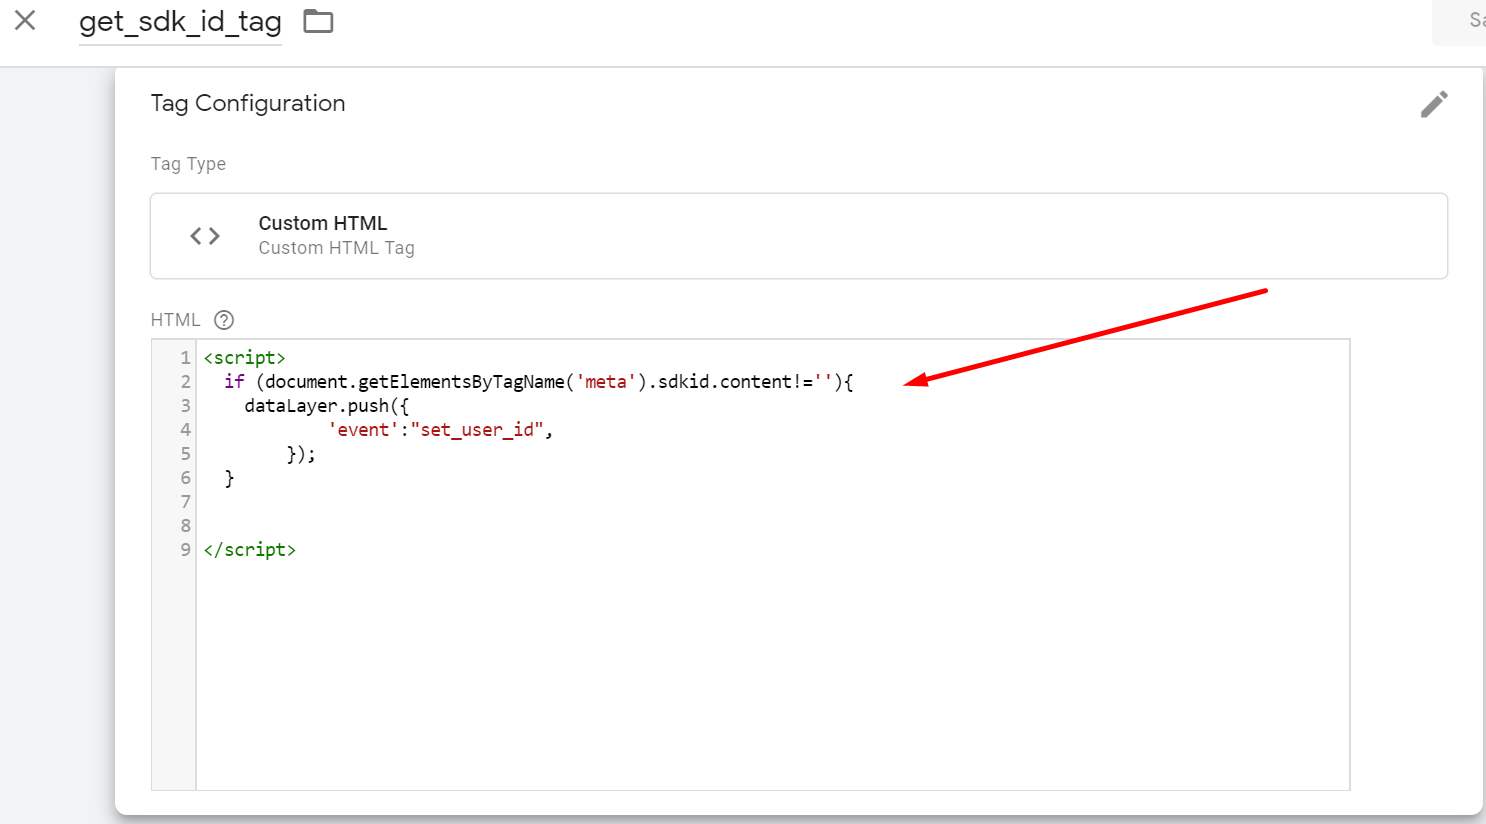 get_sdk_id_tag
Sa
Tag Configuration
Tag Type
Custom HTML
Custom HTML Tag
HTML ?
1 <script>
2 if (document.getElementsByTagName('meta').sdkid.content!=''){
3 dataLayer.push({
4 'event':"set_user_id",
5 });
6 }
7
8
9 </script>